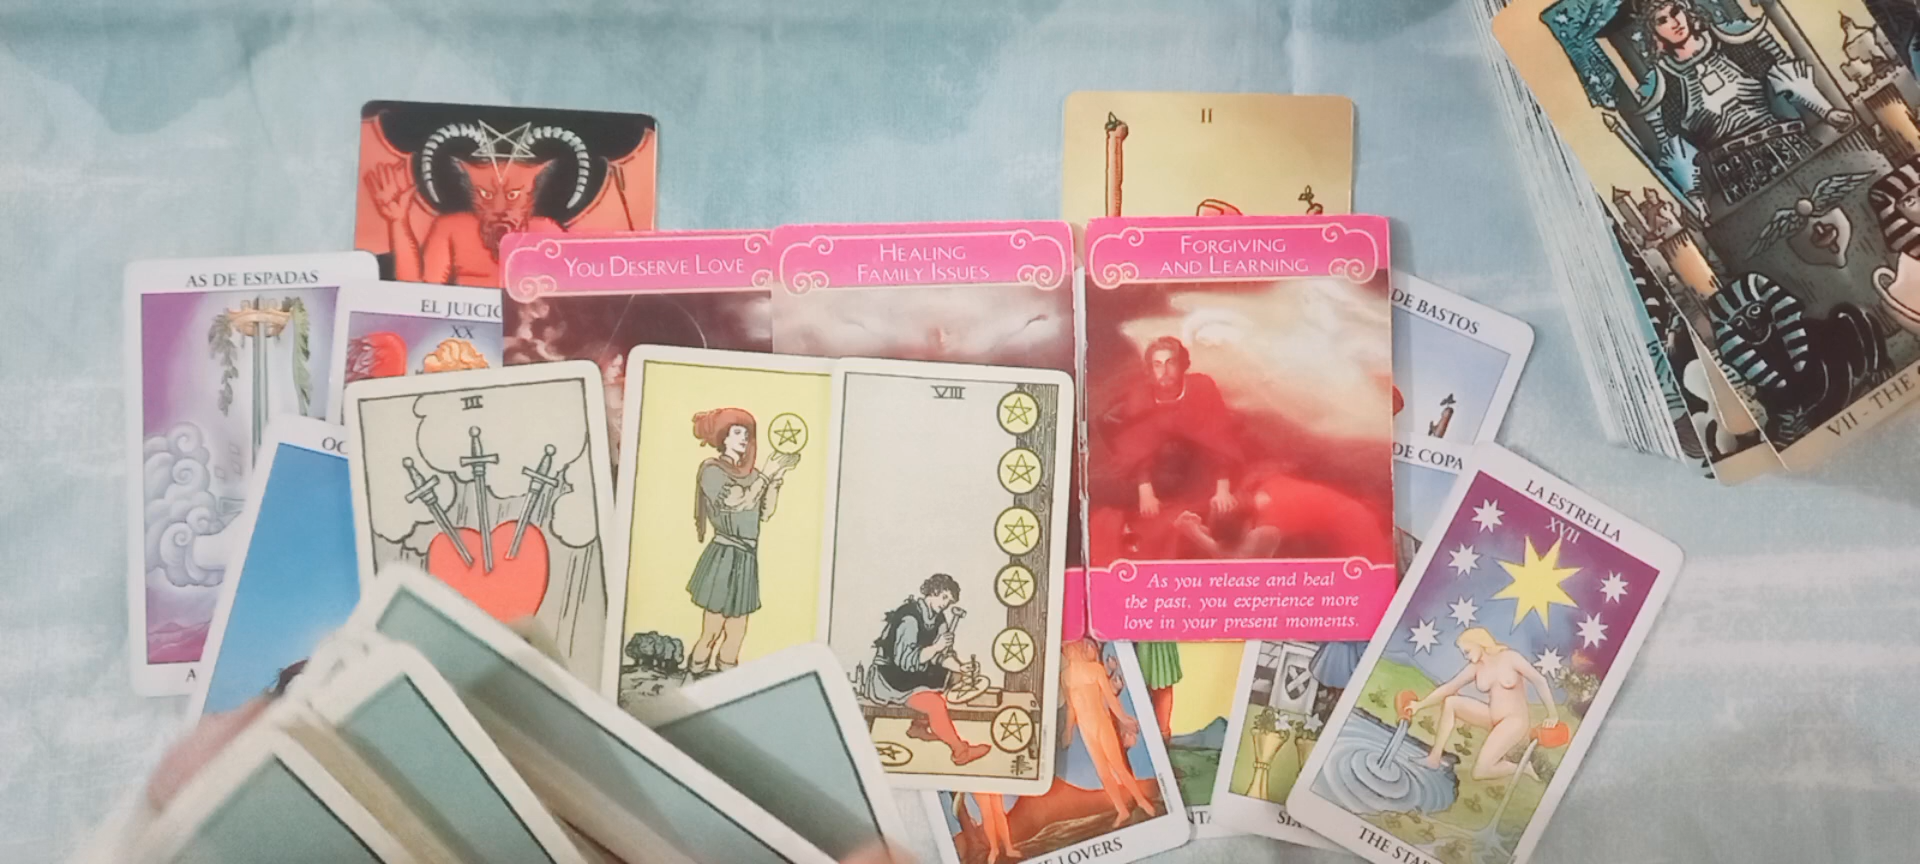 II
AS DE ESPADAS
EL JUICIO
XX
YOU DESERVE LOVE
HEALING
FAMILY ISSUES
FORGIVING
AND LEARNING
DE BASTOS
DE COPA
LA ESTRELLA
XVII
III
VIII
As you release and heal
the past, you experience more
love in your present moments.
VII - THE
LOVERS
THE STAR